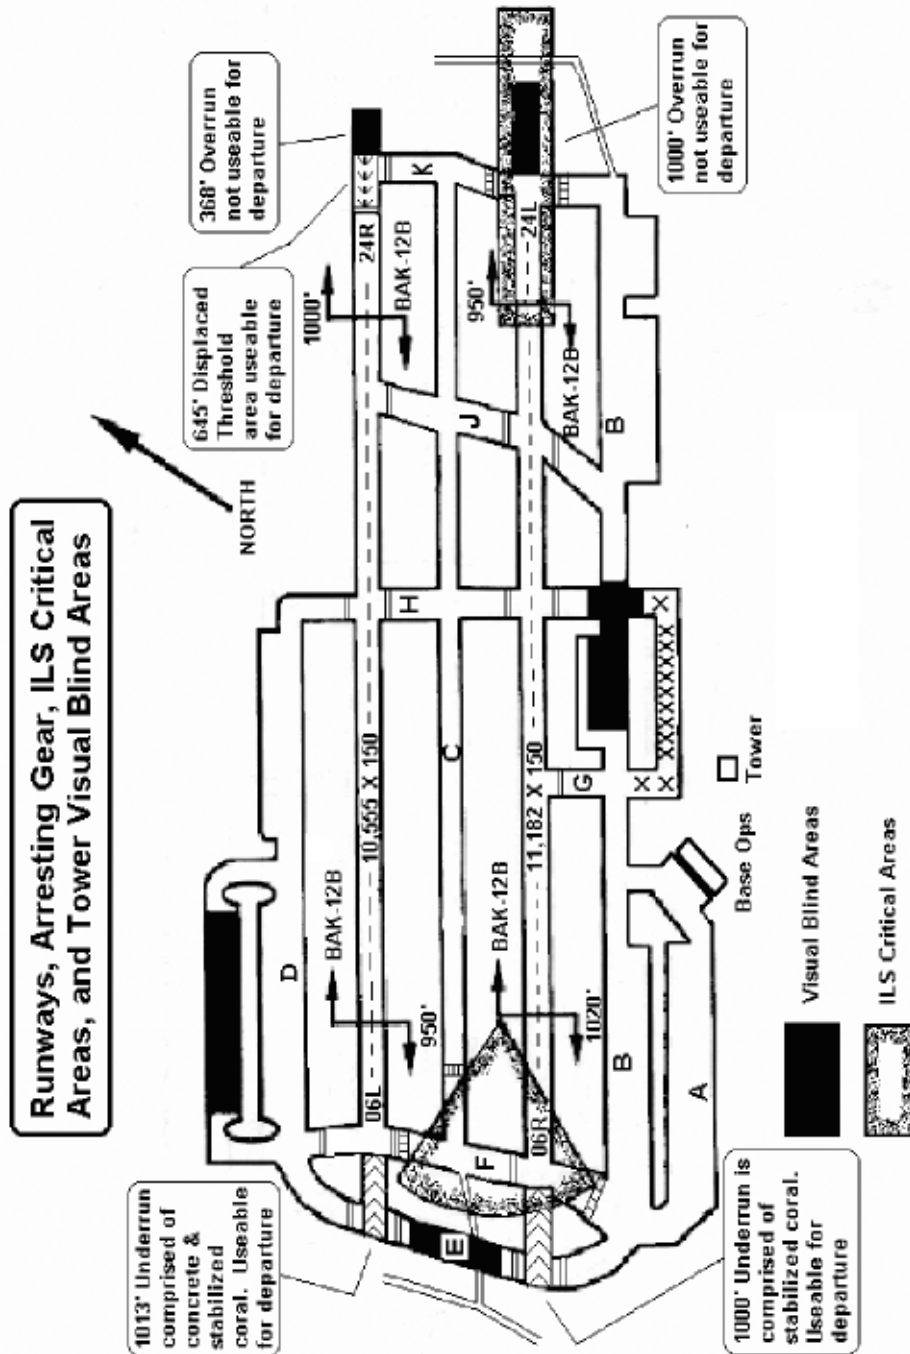 Runways, Arresting Gear, ILS Critical
Areas, and Tower Visual Blind Areas
NORTH
1013' Underrun
comprised of
concrete &
stabilized
coral. Useable
for departure
645' Displaced
Threshold
area useable
for departure
368' Overrun
not useable for
departure
D
BAK-12B
950'
06L
10,555 X 150
24R
1000'
BAK-12B
K
H
C
J
E
F
BAK-12B
1020'
06R
11,182 X 150
24L
950'
BAK-12B
G
B
B
A
X
X X
X
XXXXXXXX
Base Ops
Tower
1000' Overrun
not useable for
departure
1000' Underrun is
comprised of
stabilized coral.
Useable for
departure
Visual Blind Areas
ILS Critical Areas